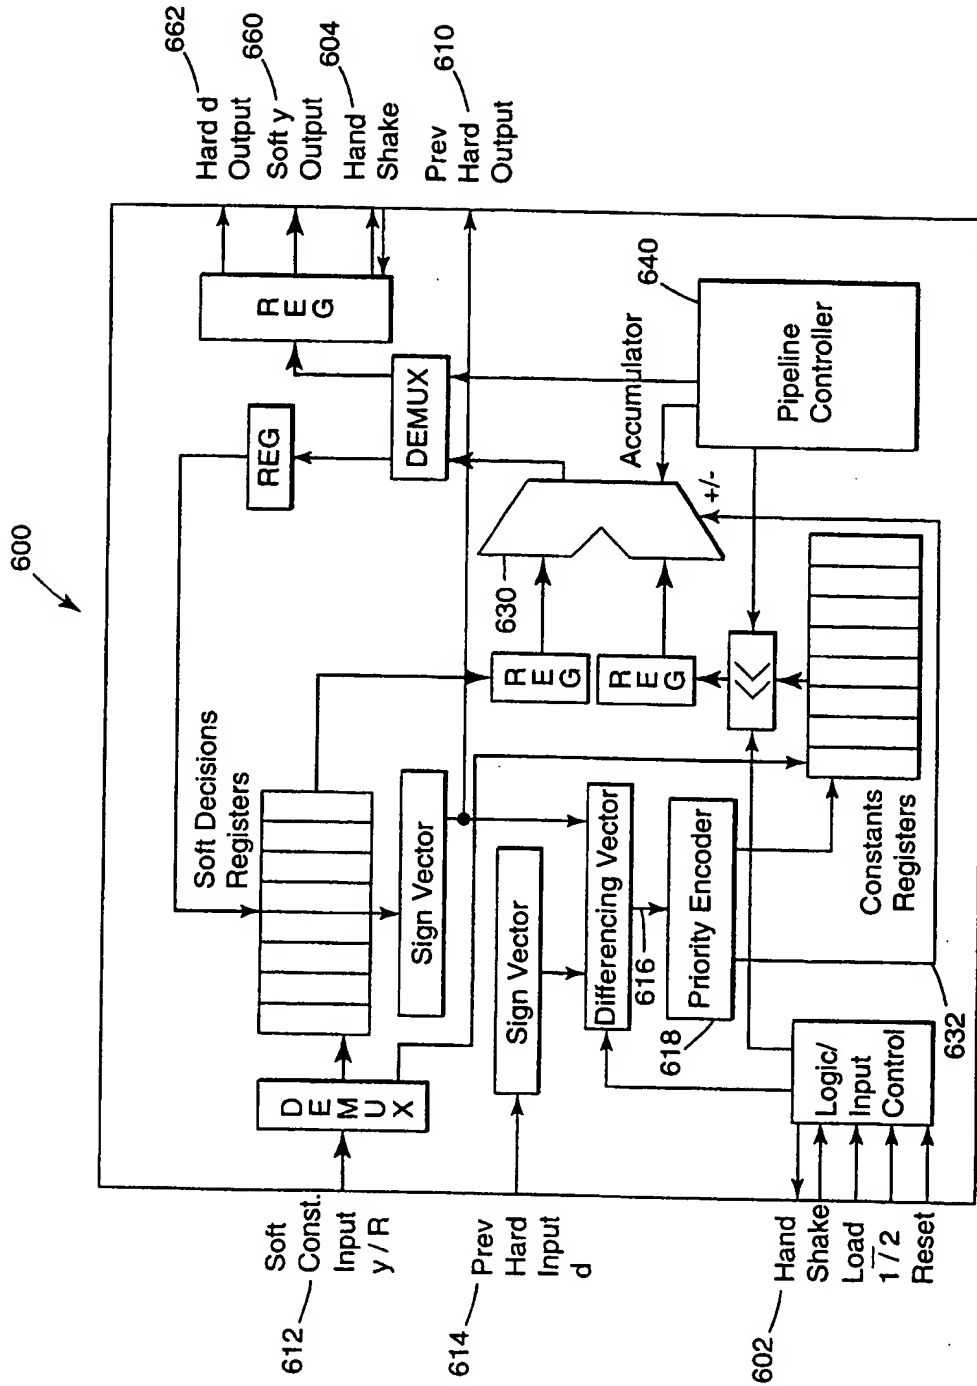 600
662
Hard d
Output
660
Soft y
Output
604
Hand
Shake
610
Prev
Hard
Output
REG
REG
DEMUX
Soft Decisions
Registers
DEMUX
Sign Vector
Sign Vector
Differencing Vector
616
618
Priority Encoder
REG
REG
630
Accumulator
+/-
640
Pipeline
Controller
<<
Constants
Registers
632
Logic/
Input
Control
612
Soft
Const.
Input
y / R
614
Prev
Hard
Input
d
602
Hand
Shake
Load
1 / 2
Reset